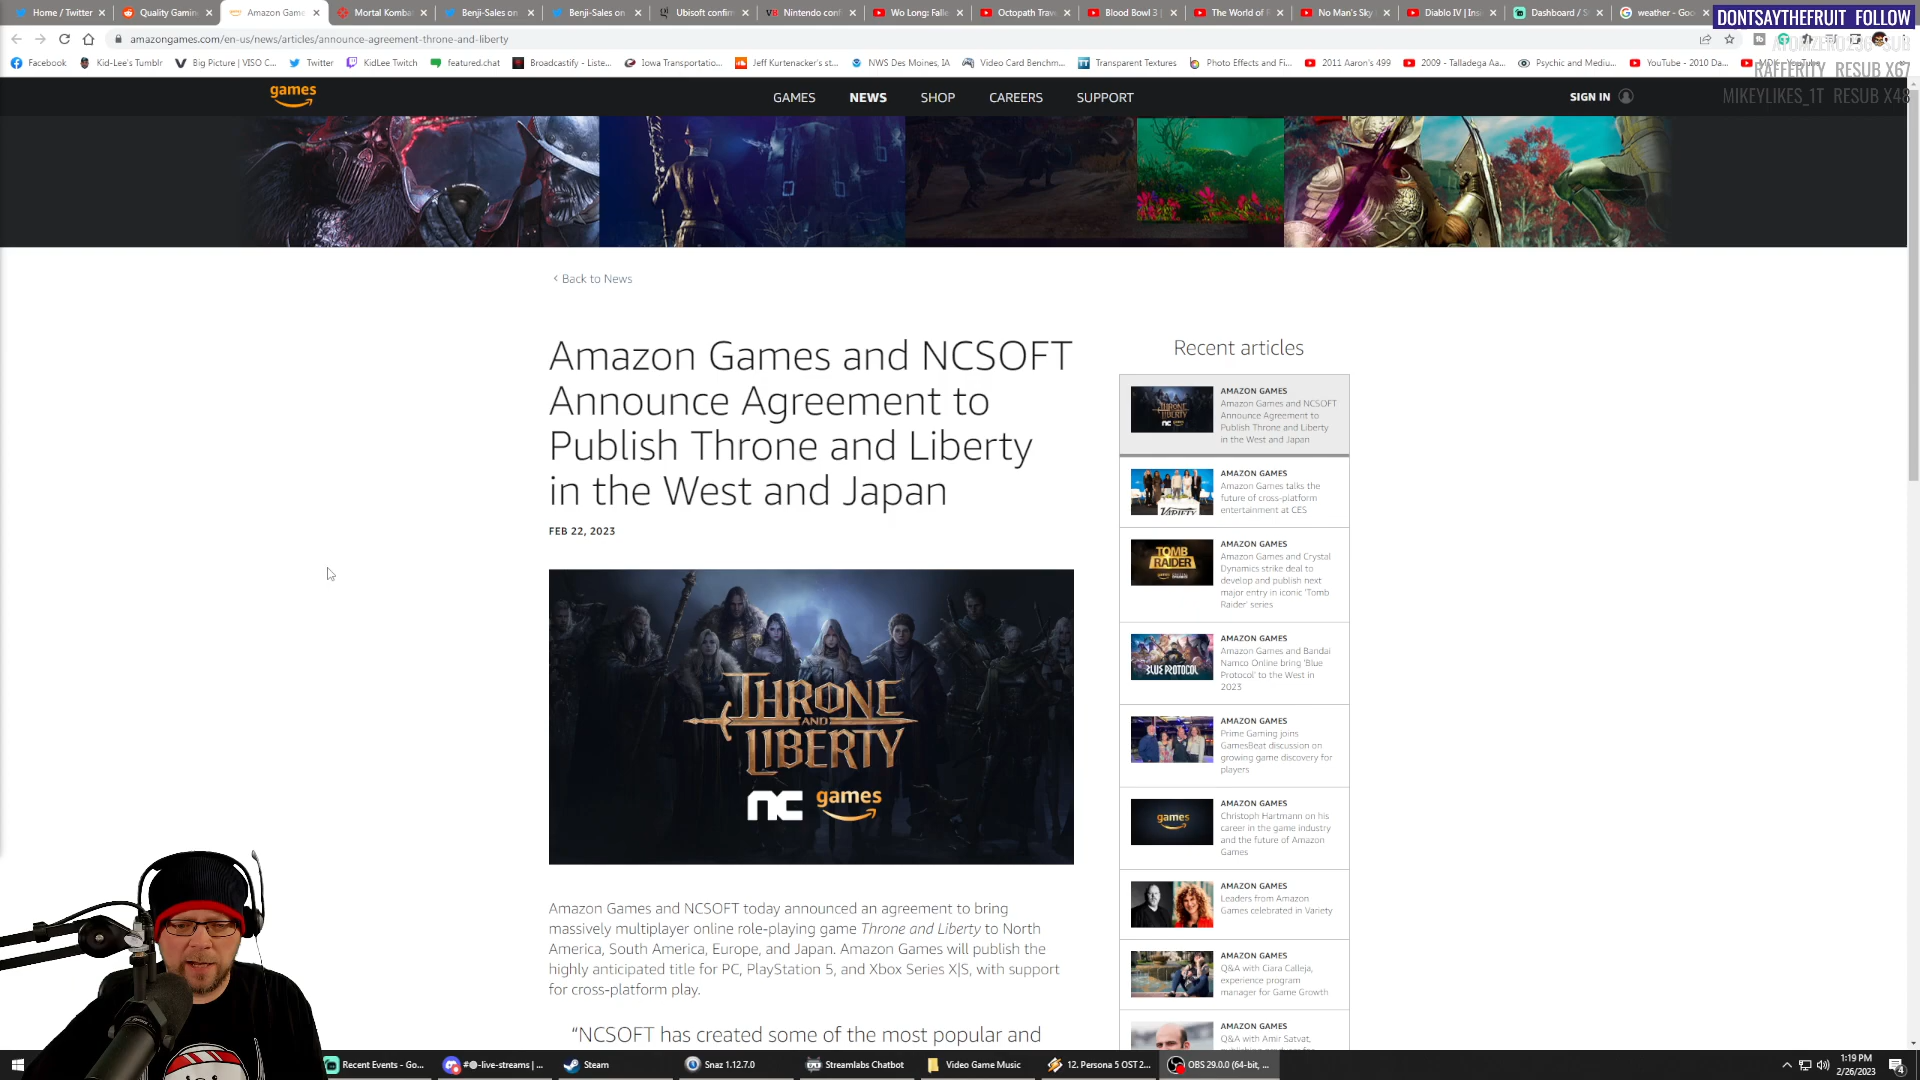 Home / Twitter
Quality Gamin
Amazon Game
Mortal Komba
Benji-Sales on
Benji-Sales on
Ubisoft confir
Nintendo conf
Wo Long: Falle
Octopath Trav
Blood Bowl 3 |
The World of
No Man's Sky
Diablo IV | Ins
Dashboard / S
weather - Goo
DONTSAYTHEFRUIT FOLLOW
amazongames.com/en-us/news/articles/announce-agreement-throne-and-liberty
Facebook
Kid-Lee's Tumblr
Big Picture | VISO C...
Twitter
KidLee Twitch
featured.chat
Broadcastify - Liste...
Iowa Transportatio...
Jeff Kurtenacker's st...
NWS Des Moines, IA
Video Card Benchm...
Transparent Textures
Photo Effects and Fi...
2011 Aaron's 499
2009 - Talladega Aa...
Psychic and Mediu...
YouTube - 2010 Da...
RAFFERITY RESUB X67
MIKEYLIKES_1T RESUB X48
games
GAMES
NEWS
SHOP
CAREERS
SUPPORT
SIGN IN
< Back to News
Amazon Games and NCSOFT
Announce Agreement to
Publish Throne and Liberty
in the West and Japan
FEB 22, 2023
THRONE
AND
LIBERTY
nc games
Amazon Games and NCSOFT today announced an agreement to bring
massively multiplayer online role-playing game Throne and Liberty to North
America, South America, Europe, and Japan. Amazon Games will publish the
highly anticipated title for PC, PlayStation 5, and Xbox Series X|S, with support
for cross-platform play.
“NCSOFT has created some of the most popular and
Recent articles
AMAZON GAMES
Amazon Games and NCSOFT
Announce Agreement to
Publish Throne and Liberty
in the West and Japan
VARIETY
AMAZON GAMES
Amazon Games talks the
future of cross-platform
entertainment at CES
TOMB
RAIDER
AMAZON GAMES
Amazon Games and Crystal
Dynamics strike deal to
develop and publish next
major entry in iconic 'Tomb
Raider' series
BLUE PROTOCOL
AMAZON GAMES
Amazon Games and Bandai
Namco Online bring 'Blue
Protocol' to the West in
2023
AMAZON GAMES
Prime Gaming joins
GamesBeat discussion on
growing game discovery for
players
games
AMAZON GAMES
Christoph Hartmann on his
career in the game industry
and the future of Amazon
Games
AMAZON GAMES
Leaders from Amazon
Games celebrated in Variety
AMAZON GAMES
Q&A with Ciara Calleja,
experience program
manager for Game Growth
AMAZON GAMES
Q&A with Amir Satvat,
Recent Events - Go...
#🔴-live-streams | ...
Steam
Snaz 1.12.7.0
Streamlabs Chatbot
Video Game Music
12. Persona 5 OST 2...
OBS 29.0.0 (64-bit, ...
1:19 PM
2/26/2023
4